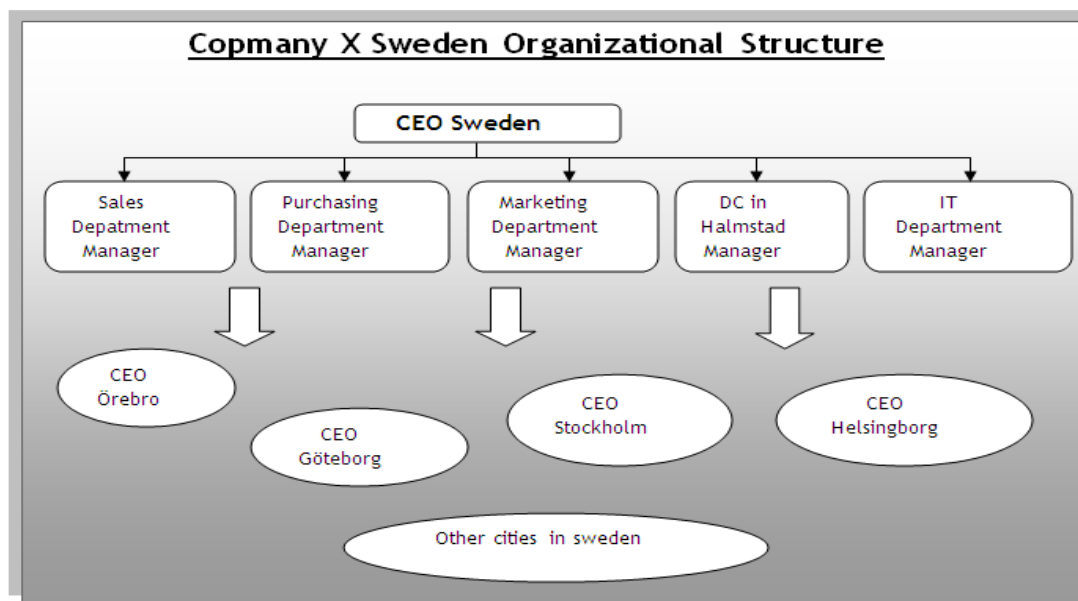 Copmany X Sweden Organizational Structure
CEO Sweden
Sales
Depatment
Manager
Purchasing
Department
Manager
Marketing
Department
Manager
DC in
Halmstad
Manager
IT
Department
Manager
CEO
Örebro
CEO
Göteborg
CEO
Stockholm
CEO
Helsingborg
Other cities in sweden